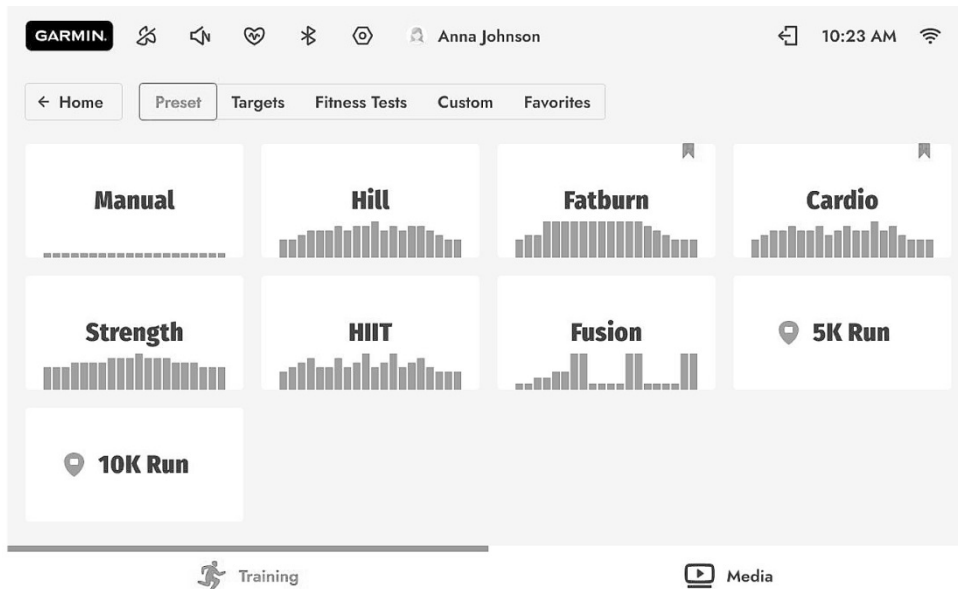 GARMIN. Anna Johnson 10:23 AM
Home Preset Targets Fitness Tests Custom Favorites
Manual Hill Fatburn Cardio
Strength HIIT Fusion 5K Run
10K Run
Training Media